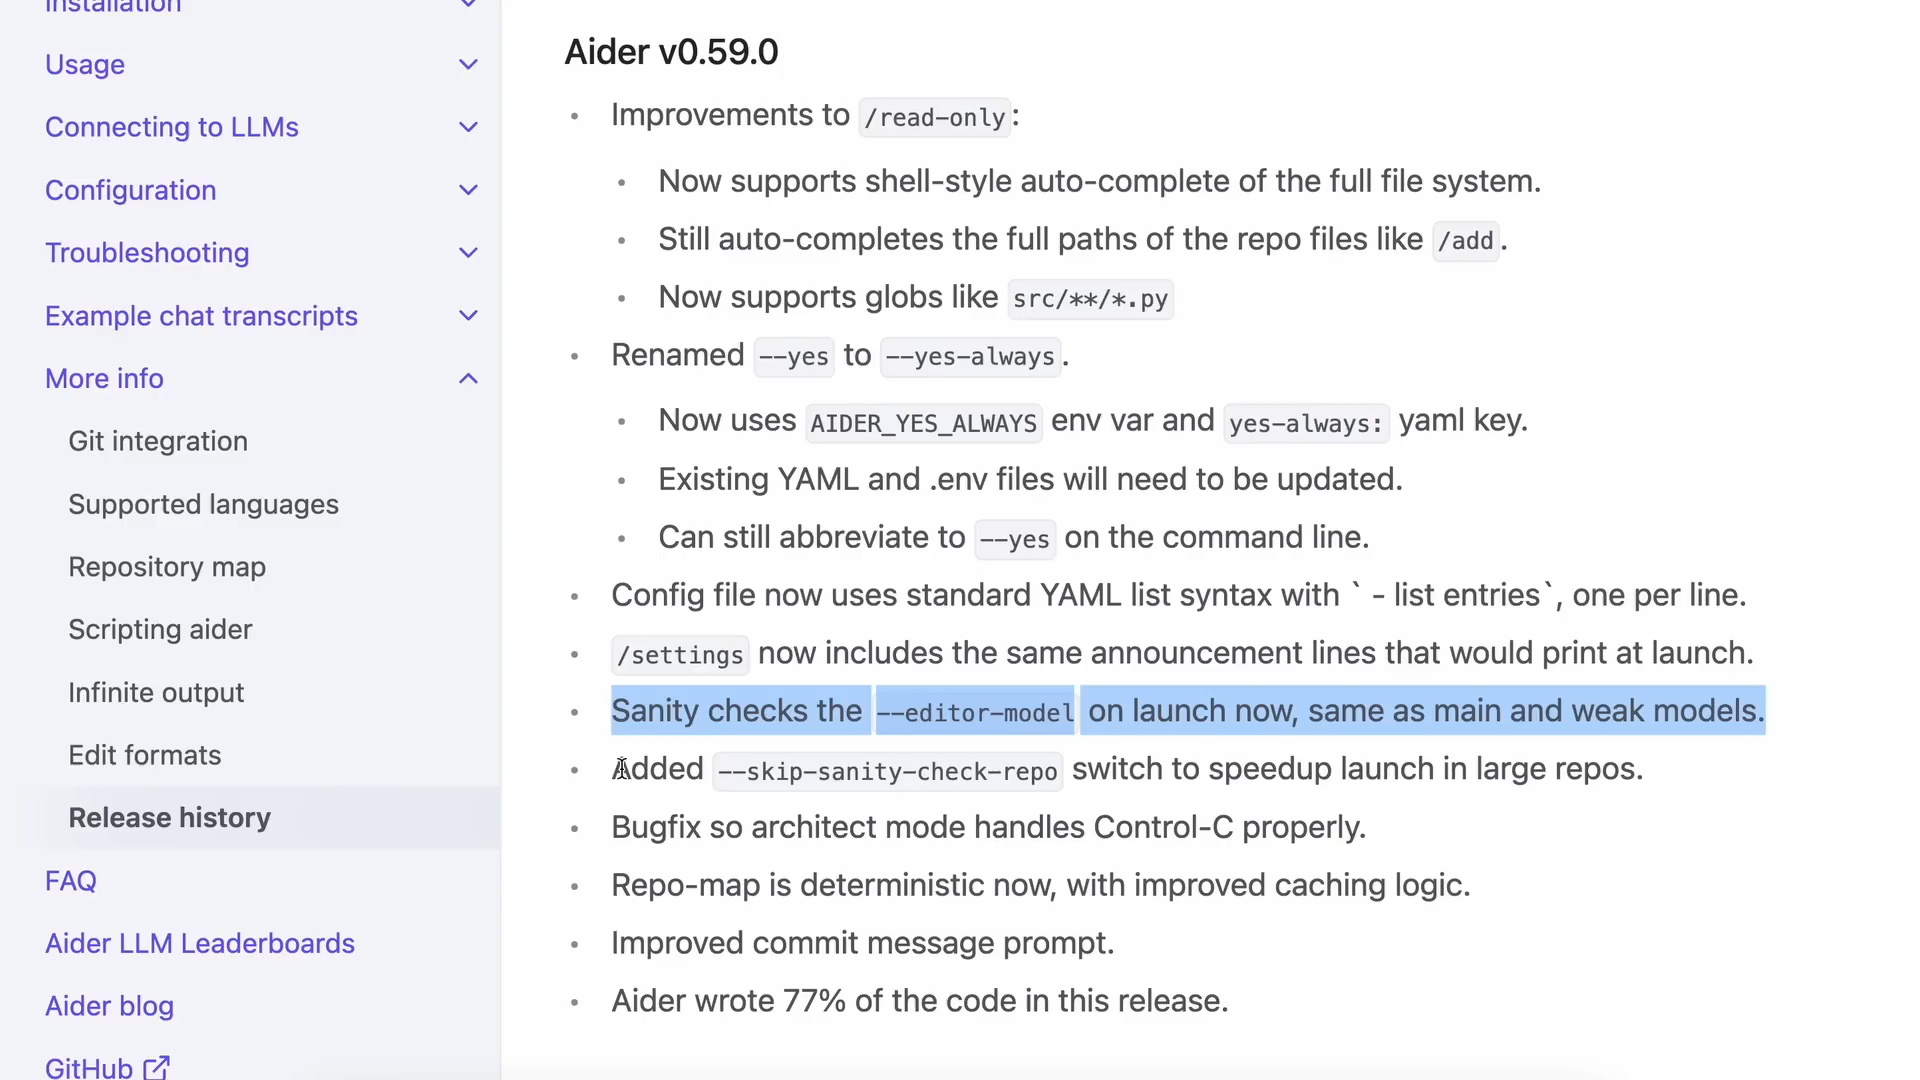 Installation
Usage
Connecting to LLMs
Configuration
Troubleshooting
Example chat transcripts
More info
Git integration
Supported languages
Repository map
Scripting aider
Infinite output
Edit formats
Release history
FAQ
Aider LLM Leaderboards
Aider blog
GitHub
Aider v0.59.0
Improvements to /read-only:
Now supports shell-style auto-complete of the full file system.
Still auto-completes the full paths of the repo files like /add.
Now supports globs like src/**/*.py
Renamed --yes to --yes-always.
Now uses AIDER_YES_ALWAYS env var and yes-always: yaml key.
Existing YAML and .env files will need to be updated.
Can still abbreviate to --yes on the command line.
Config file now uses standard YAML list syntax with ` - list entries`, one per line.
/settings now includes the same announcement lines that would print at launch.
Sanity checks the --editor-model on launch now, same as main and weak models.
Added --skip-sanity-check-repo switch to speedup launch in large repos.
Bugfix so architect mode handles Control-C properly.
Repo-map is deterministic now, with improved caching logic.
Improved commit message prompt.
Aider wrote 77% of the code in this release.